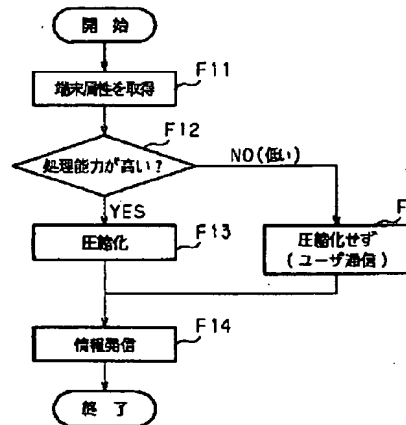 開 始
F11
端末属性を取得
F12
処理能力が高い?
NO(低い)
YES
F13
圧縮化
F
圧縮化せず
(ユーザ通信)
F14
情報発信
終 了